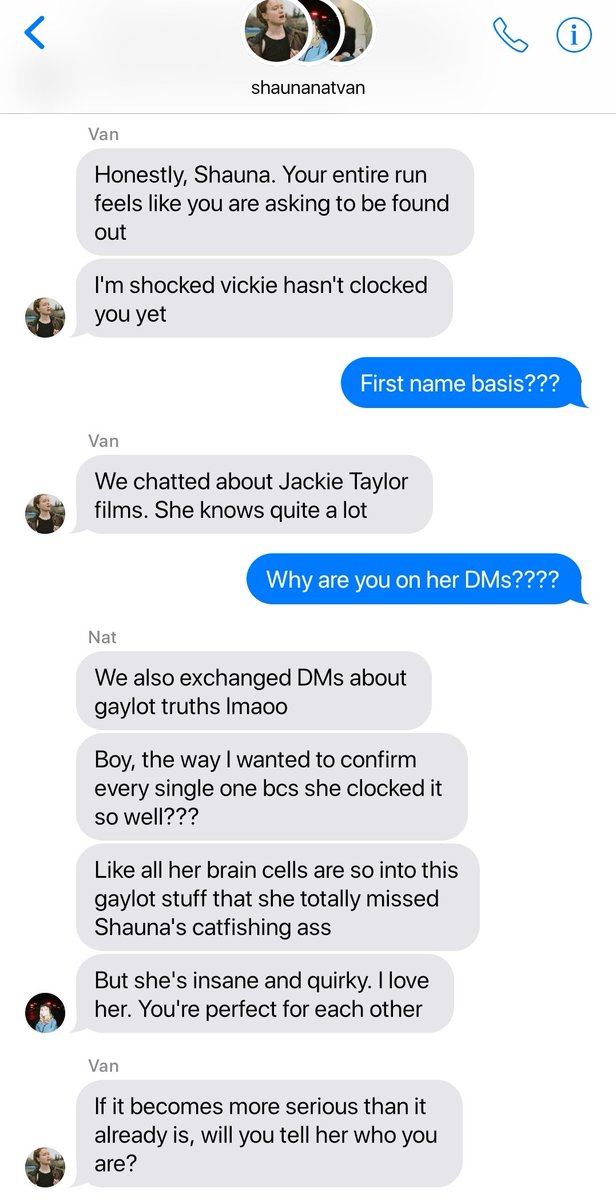 shaunanatvan
Van
Honestly, Shauna. Your entire run
feels like you are asking to be found
out
I'm shocked vickie hasn't clocked
you yet
First name basis???
Van
We chatted about Jackie Taylor
films. She knows quite a lot
Why are you on her DMs????
Nat
We also exchanged DMs about
gaylot truths lmaoo
Boy, the way I wanted to confirm
every single one bcs she clocked it
so well???
Like all her brain cells are so into this
gaylot stuff that she totally missed
Shauna's catfishing ass
But she's insane and quirky. I love
her. You're perfect for each other
Van
If it becomes more serious than it
already is, will you tell her who you
are?